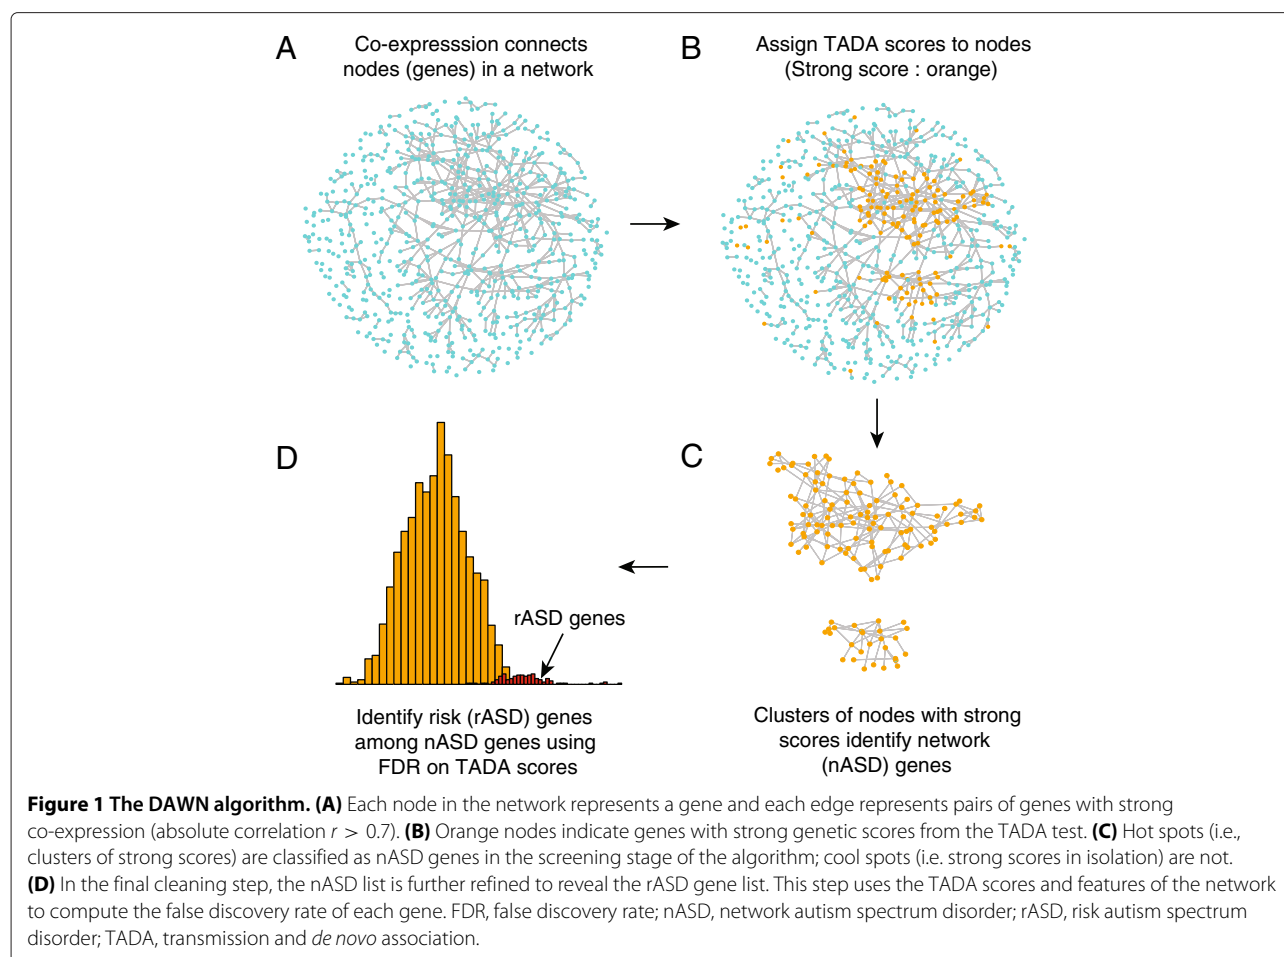 A
Co-expresssion connects
nodes (genes) in a network
B
Assign TADA scores to nodes
(Strong score : orange)
D
rASD genes
Identify risk (rASD) genes
among nASD genes using
FDR on TADA scores
C
Clusters of nodes with strong
scores identify network
(nASD) genes
Figure 1 The DAWN algorithm. (A) Each node in the network represents a gene and each edge represents pairs of genes with strong
co-expression (absolute correlation r > 0.7). (B) Orange nodes indicate genes with strong genetic scores from the TADA test. (C) Hot spots (i.e.,
clusters of strong scores) are classified as nASD genes in the screening stage of the algorithm; cool spots (i.e. strong scores in isolation) are not.
(D) In the final cleaning step, the nASD list is further refined to reveal the rASD gene list. This step uses the TADA scores and features of the network
to compute the false discovery rate of each gene. FDR, false discovery rate; nASD, network autism spectrum disorder; rASD, risk autism spectrum
disorder; TADA, transmission and de novo association.